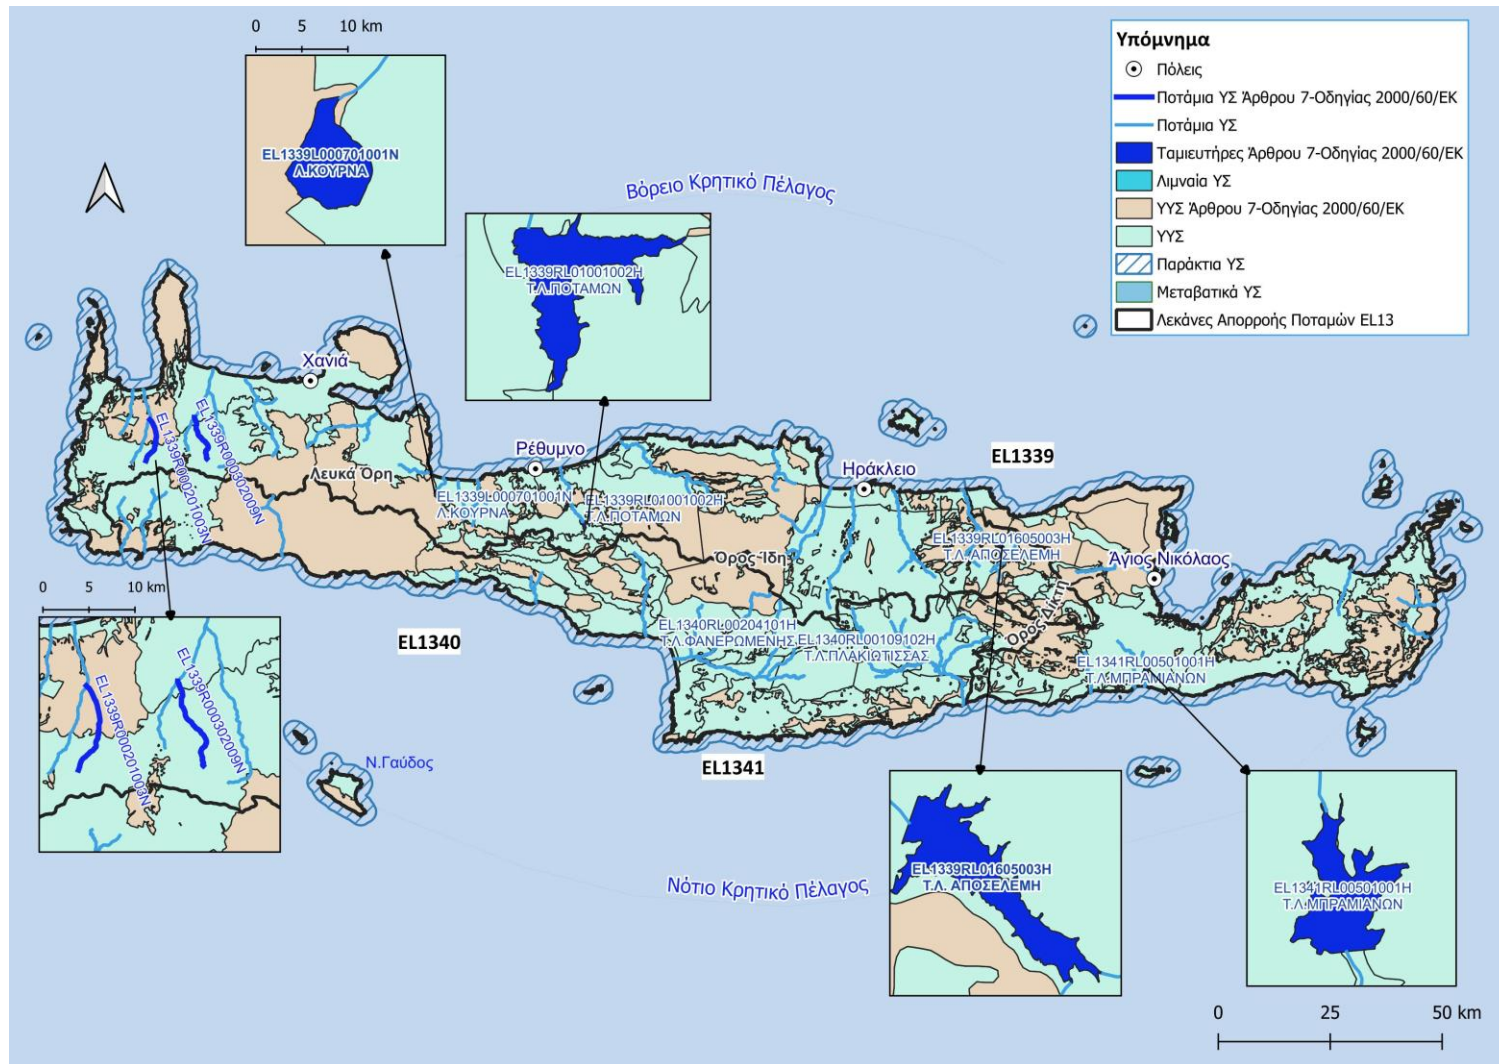 0 5 10 km
EL1339L000701001N
Λ.ΚΟΥΡΝΑ
Βόρειο Κρητικό Πέλαγος
Υπόμνημα
Πόλεις
Ποτάμια ΥΣ Άρθρου 7-Οδηγίας 2000/60/ΕΚ
Ποτάμια ΥΣ
Ταμιευτήρες Άρθρου 7-Οδηγίας 2000/60/ΕΚ
Λιμναία ΥΣ
ΥΥΣ Άρθρου 7-Οδηγίας 2000/60/ΕΚ
ΥΥΣ
Παράκτια ΥΣ
Μεταβατικά ΥΣ
Λεκάνες Απορροής Ποταμών EL13
EL1339RL01001002H
Τ.Λ.ΠΟΤΑΜΩΝ
Χανιά
EL1339R000201003N
EL1339R000302009N
Λευκά Όρη
Ρέθυμνο
Ηράκλειο
EL1339
EL1339L000701001N
Λ.ΚΟΥΡΝΑ
EL1339RL01001002H
Τ.Λ.ΠΟΤΑΜΩΝ
Όρος Ίδη
EL1339RL01605003H
Τ.Λ. ΑΠΟΣΕΛΕΜΗ
Άγιος Νικόλαος
Όρος Δίκτη
EL1340
EL1340RL00204101H
Τ.Λ.ΦΑΝΕΡΩΜΕΝΗΣ
EL1340RL00109102H
Τ.Λ.ΠΛΑΚΙΩΤΙΣΣΑΣ
EL1341RL00501001H
Τ.Λ.ΜΠΡΑΜΙΑΝΩΝ
0 5 10 km
EL1339R000201003N
EL1339R000302009N
Ν.Γαύδος
EL1341
Νότιο Κρητικό Πέλαγος
EL1339RL01605003H
Τ.Λ. ΑΠΟΣΕΛΕΜΗ
EL1341RL00501001H
Τ.Λ.ΜΠΡΑΜΙΑΝΩΝ
0 25 50 km